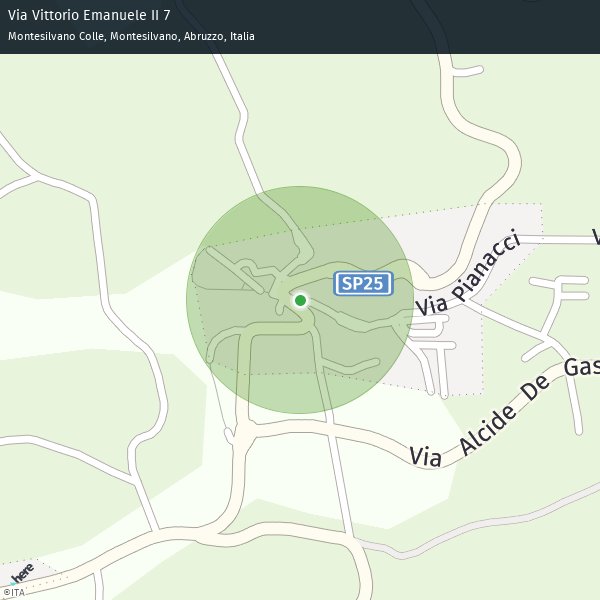 Via Vittorio Emanuele II 7
Montesilvano Colle, Montesilvano, Abruzzo, Italia
V
Via Pianacci
SP25
Via Alcide De Gas
here
©ITA